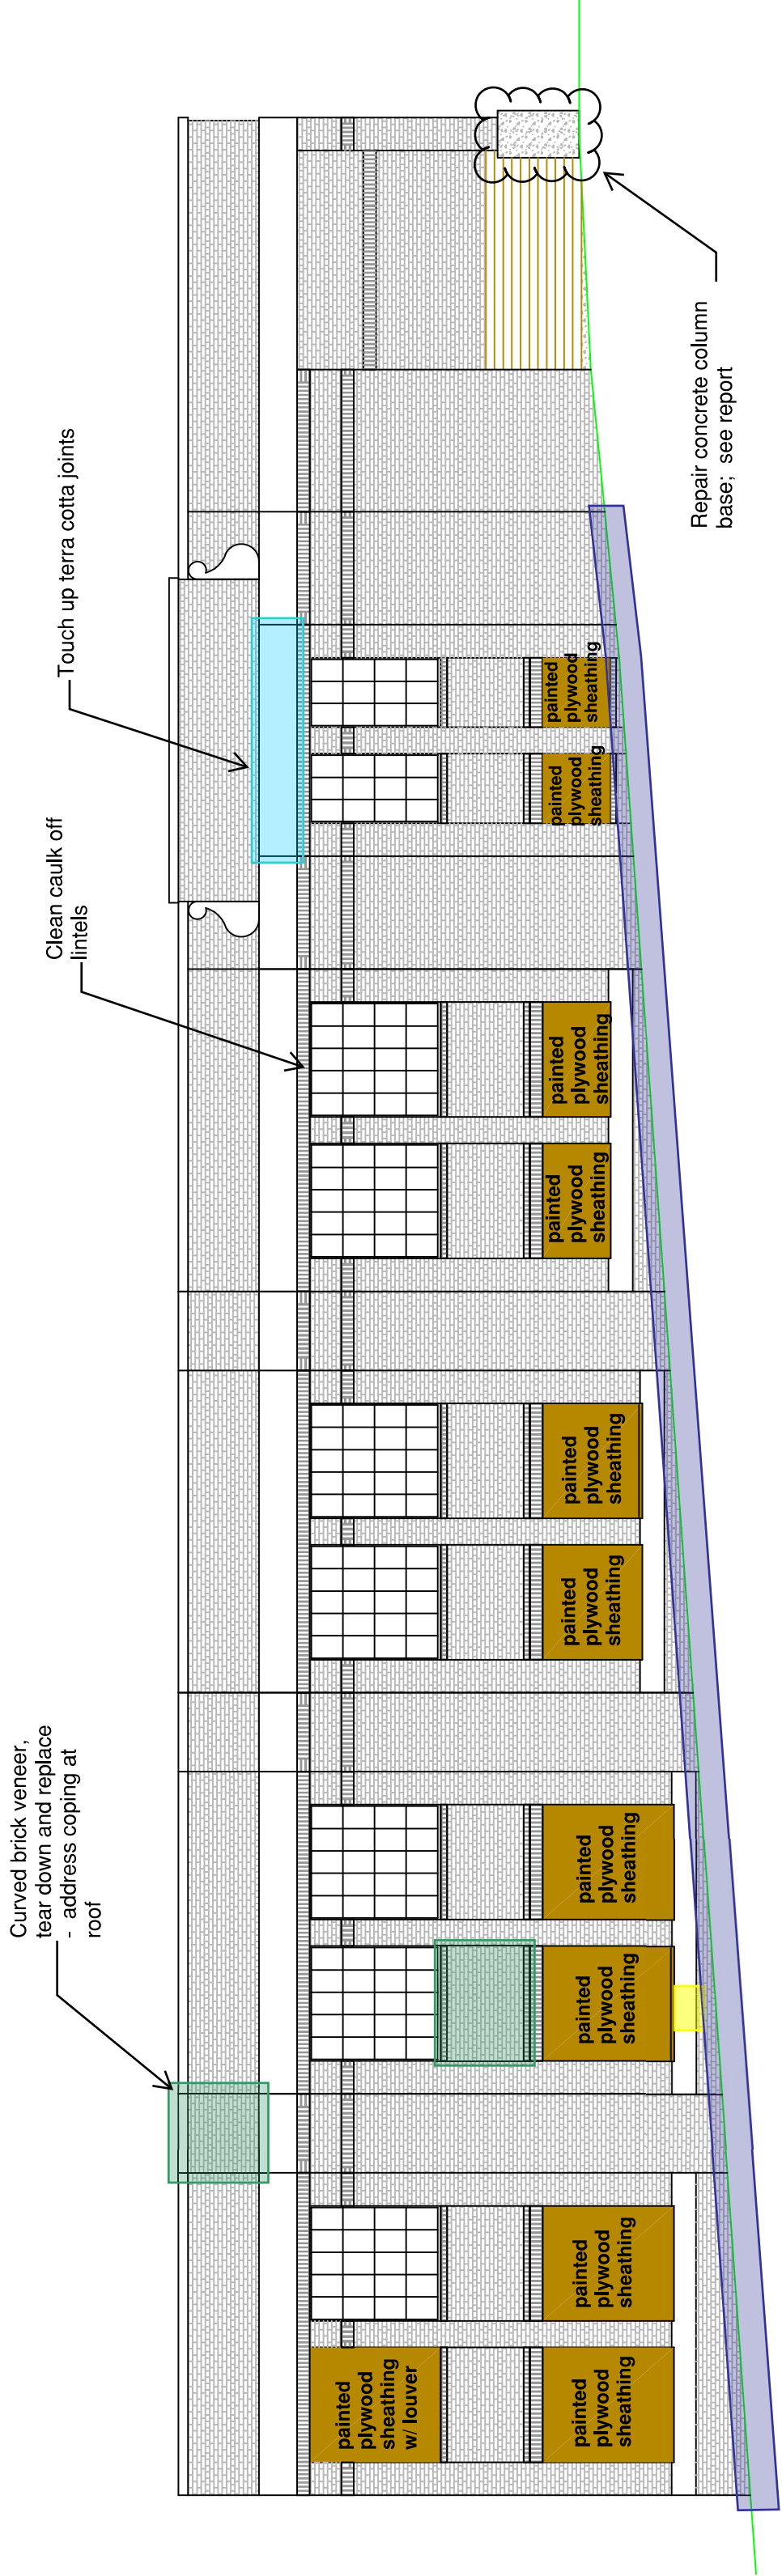 Curved brick veneer,
tear down and replace
- address coping at
roof
Clean caulk off
lintels
Touch up terra cotta joints
painted
plywood
sheathing
w/ louver
painted
plywood
sheathing
painted
plywood
sheathing
painted
plywood
sheathing
painted
plywood
sheathing
painted
plywood
sheathing
painted
plywood
sheathing
painted
plywood
sheathing
painted
plywood
sheathing
painted
plywood
sheathing
painted
plywood
sheathing
Repair concrete column
base; see report